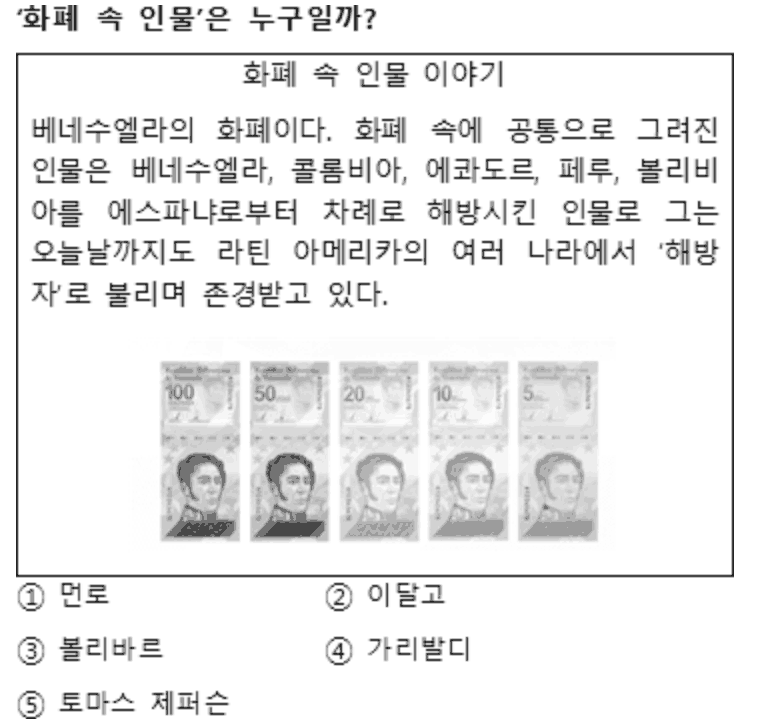 ‘화폐 속 인물’은 누구일까?
화폐 속 인물 이야기
베네수엘라의 화폐이다. 화폐 속에 공통으로 그려진
인물은 베네수엘라, 콜롬비아, 에콰도르, 페루, 볼리비
아를 에스파냐로부터 차례로 해방시킨 인물로 그는
오늘날까지도 라틴 아메리카의 여러 나라에서 ‘해방
자’로 불리며 존경받고 있다.
100 50 20 10 5
① 먼로 ② 이달고
③ 볼리바르 ④ 가리발디
⑤ 토마스 제퍼슨